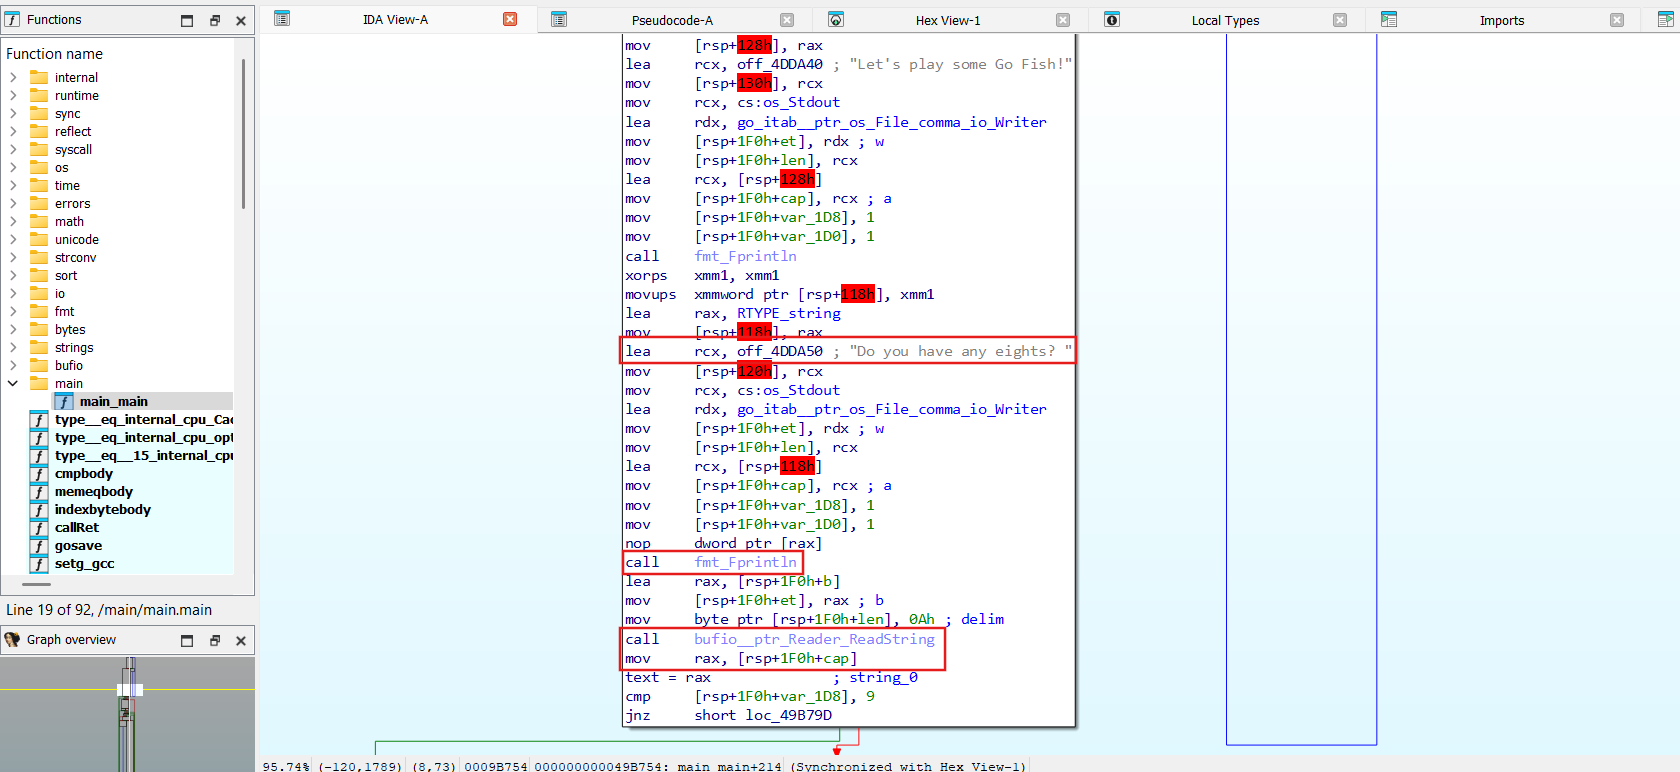 Functions
IDA View-A
Pseudocode-A
Hex View-1
Local Types
Imports
Function name
internal
runtime
sync
reflect
syscall
os
time
errors
math
unicode
strconv
sort
io
fmt
bytes
strings
bufio
main
main_main
type__eq_internal_cpu_Cac
type__eq_internal_cpu_opt
type__eq__15_internal_cpu
cmpbody
memeqbody
indexbytebody
callRet
gosave
setg_gcc
Line 19 of 92, /main/main.main
Graph overview
mov [rsp+128h], rax
lea rcx, off_4DDA40 ; "Let's play some Go Fish!"
mov [rsp+130h], rcx
mov rcx, cs:os_Stdout
lea rdx, go_itab__ptr_os_File_comma_io_Writer
mov [rsp+1F0h+et], rdx ; w
mov [rsp+1F0h+len], rcx
lea rcx, [rsp+128h]
mov [rsp+1F0h+cap], rcx ; a
mov [rsp+1F0h+var_1D8], 1
mov [rsp+1F0h+var_1D0], 1
call fmt_Fprintln
xorps xmm1, xmm1
movups xmmword ptr [rsp+118h], xmm1
lea rax, RTYPE_string
mov [rsp+118h], rax
lea rcx, off_4DDA50 ; "Do you have any eights? "
mov [rsp+120h], rcx
mov rcx, cs:os_Stdout
lea rdx, go_itab__ptr_os_File_comma_io_Writer
mov [rsp+1F0h+et], rdx ; w
mov [rsp+1F0h+len], rcx
lea rcx, [rsp+118h]
mov [rsp+1F0h+cap], rcx ; a
mov [rsp+1F0h+var_1D8], 1
mov [rsp+1F0h+var_1D0], 1
nop dword ptr [rax]
call fmt_Fprintln
lea rax, [rsp+1F0h+b]
mov [rsp+1F0h+et], rax ; b
mov byte ptr [rsp+1F0h+len], 0Ah ; delim
call bufio__ptr_Reader_ReadString
mov rax, [rsp+1F0h+cap]
text = rax ; string_0
cmp [rsp+1F0h+var_1D8], 9
jnz short loc_49B79D
95.74% (-120,1789) (8,73) 0009B754 000000000049B754: main_main+214 (Synchronized with Hex View-1)